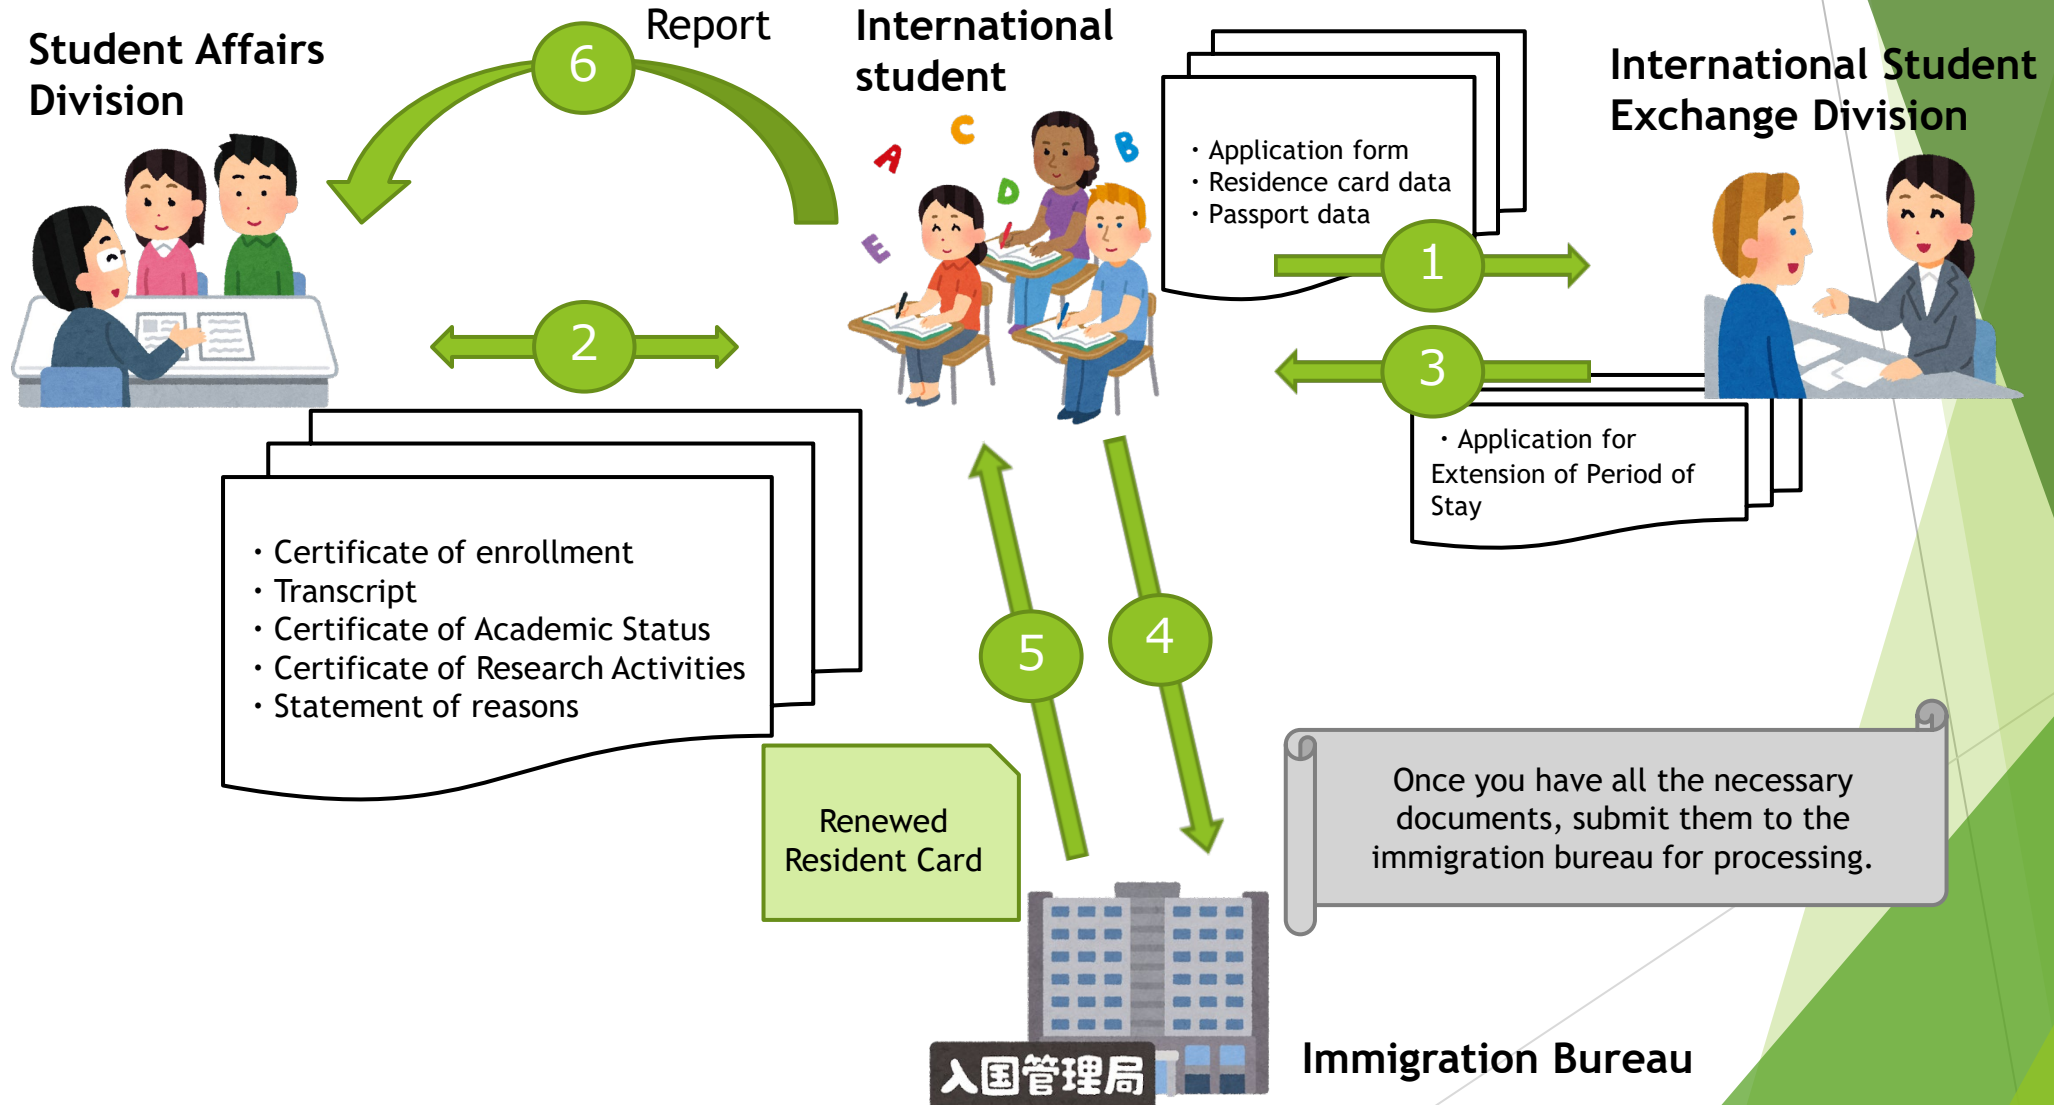 Student Affairs
Division
6
Report
International
student
International Student
Exchange Division
A
C
B
D
E
・Application form
・Residence card data
・Passport data
1
2
3
・Application for
Extension of Period of
Stay
・Certificate of enrollment
・Transcript
・Certificate of Academic Status
・Certificate of Research Activities
・Statement of reasons
5
4
Renewed
Resident Card
Once you have all the necessary
documents, submit them to the
immigration bureau for processing.
入国管理局
Immigration Bureau